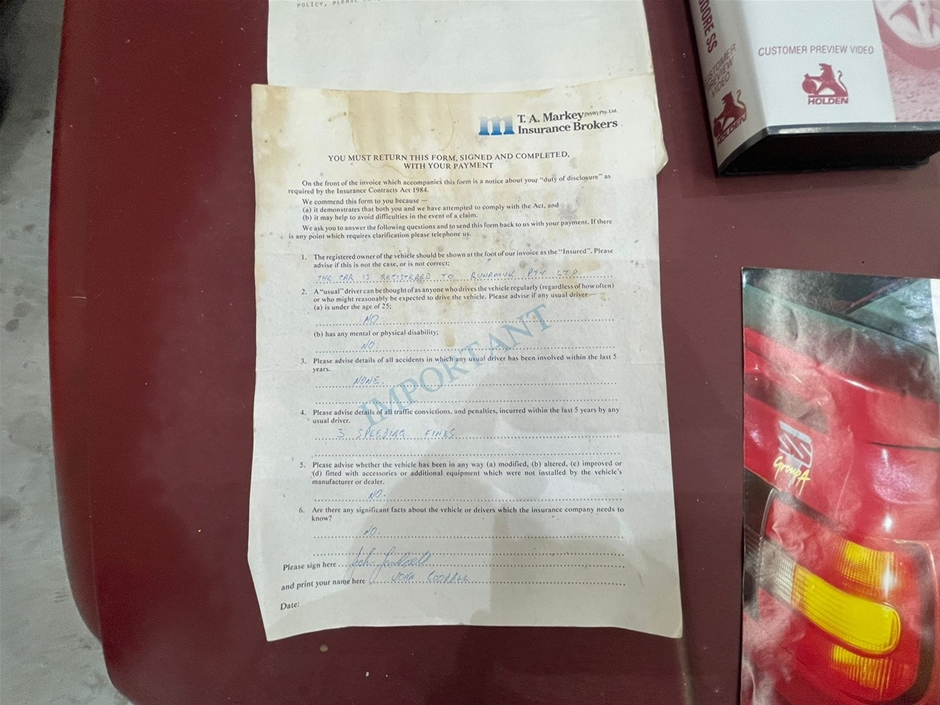 POLICY, PLEASE
T. A. Markey (NSW) Pty. Ltd.
Insurance Brokers
YOU MUST RETURN THIS FORM, SIGNED AND COMPLETED,
WITH YOUR PAYMENT
On the front of the invoice which accompanies this form is a notice about your "duty of disclosure" as
required by the Insurance Contracts Act 1984.
We commend this form to you because —
(a) it demonstrates that both you and we have attempted to comply with the Act, and
(b) it may help to avoid difficulties in the event of a claim.
We ask you to answer the following questions and to send this form back to us with your payment. If there
is any point which requires clarification please telephone us.
1. The registered owner of the vehicle should be shown at the foot of our invoice as the "Insured". Please
advise if this is not the case, or is not correct;
THE CAR IS REGISTERED TO PTY LTD
2. A "usual" driver can be thought of as anyone who drives the vehicle regularly (regardless of how often)
or who might reasonably be expected to drive the vehicle. Please advise if any usual driver—
(a) is under the age of 25;
NO
(b) has any mental or physical disability;
NO
3. Please advise details of all accidents in which any usual driver has been involved within the last 5
years.
NONE
IMPORTANT
4. Please advise details of all traffic convictions, and penalties, incurred within the last 5 years by any
usual driver.
3 SPEEDING FINES
5. Please advise whether the vehicle has been in any way (a) modified, (b) altered, (c) improved or
(d) fitted with accessories or additional equipment which were not installed by the vehicle's
manufacturer or dealer.
NO
6. Are there any significant facts about the vehicle or drivers which the insurance company needs to
know?
NO
Please sign here
and print your name here JOHN
Date:
SS
CUSTOMER
PREVIEW
VIDEO
HOLDEN
CUSTOMER PREVIEW VIDEO
HOLDEN
SS
Group A